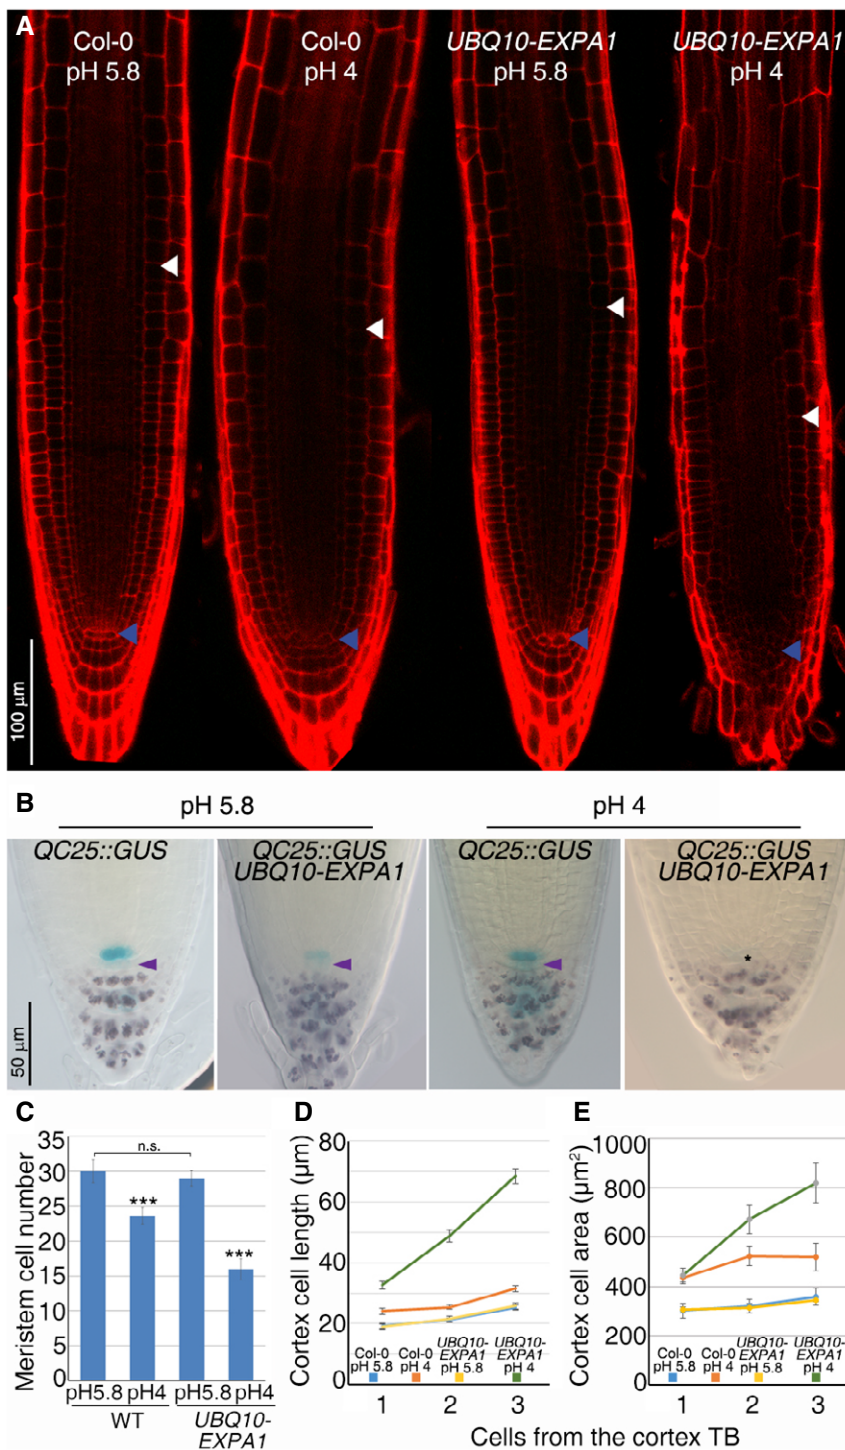 A
Col-0
pH 5.8
Col-0
pH 4
UBQ10-EXPA1
pH 5.8
UBQ10-EXPA1
pH 4
100 µm
B
pH 5.8
pH 4
QC25::GUS
QC25::GUS
UBQ10-EXPA1
QC25::GUS
QC25::GUS
UBQ10-EXPA1
*
50 µm
C
Meristem cell number
35
30
25
20
15
10
5
0
n.s.
***
***
pH5.8
pH4
pH5.8
pH4
WT
UBQ10-
EXPA1
D
Cortex cell length (µm)
80
60
40
20
0
Col-0
pH 5.8
Col-0
pH 4
UBQ10-
EXPA1
pH 5.8
UBQ10-
EXPA1
pH 4
1
2
3
E
Cortex cell area (µm²)
1000
800
600
400
200
0
Col-0
pH 5.8
Col-0
pH 4
UBQ10-
EXPA1
pH 5.8
UBQ10-
EXPA1
pH 4
1
2
3
Cells from the cortex TB